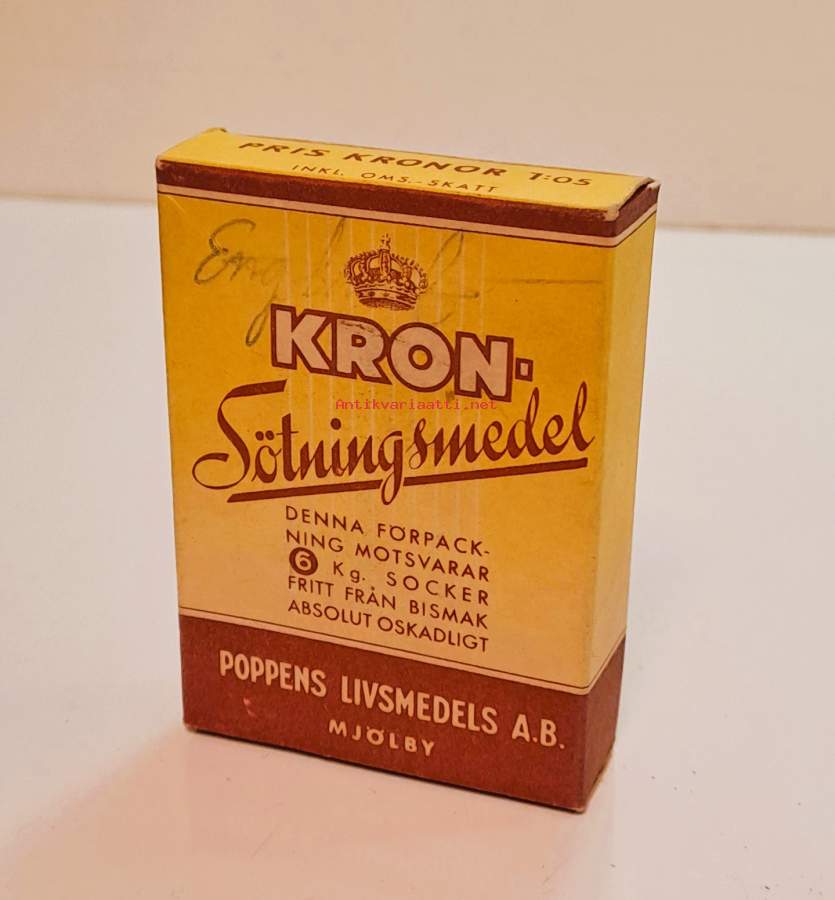 PRIS KRONOR 1:05
INKL. OMS.-SKATT
KRON-
Sötningsmedel
Antikvariaatti.net
DENNA FÖRPACK-
NING MOTSVARAR
6 Kg. SOCKER
FRITT FRÅN BISMAK
ABSOLUT OSKADLIGT
POPPENS LIVSMEDELS A.B.
MJÖLBY